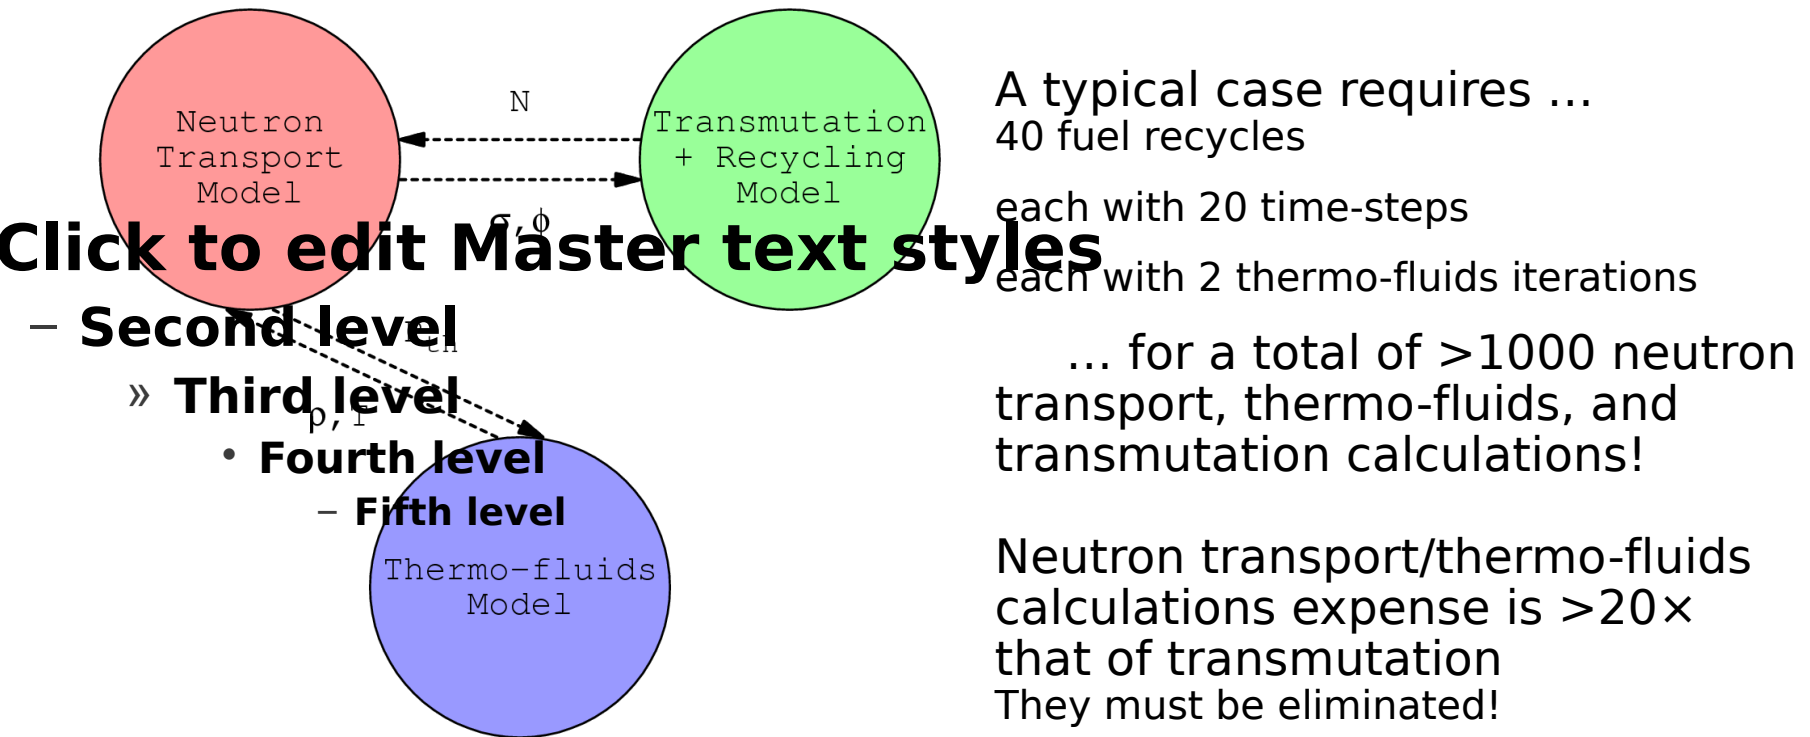 Neutron
Transport
Model
N
σ,ϕ
Transmutation
+ Recycling
Model
Click to edit Master text styles
– Second level
» Third level
• Fourth level
– Fifth level
th
ρ,T
Thermo-fluids
Model
A typical case requires ...
40 fuel recycles
each with 20 time-steps
each with 2 thermo-fluids iterations
... for a total of >1000 neutron
transport, thermo-fluids, and
transmutation calculations!
Neutron transport/thermo-fluids
calculations expense is >20×
that of transmutation
They must be eliminated!